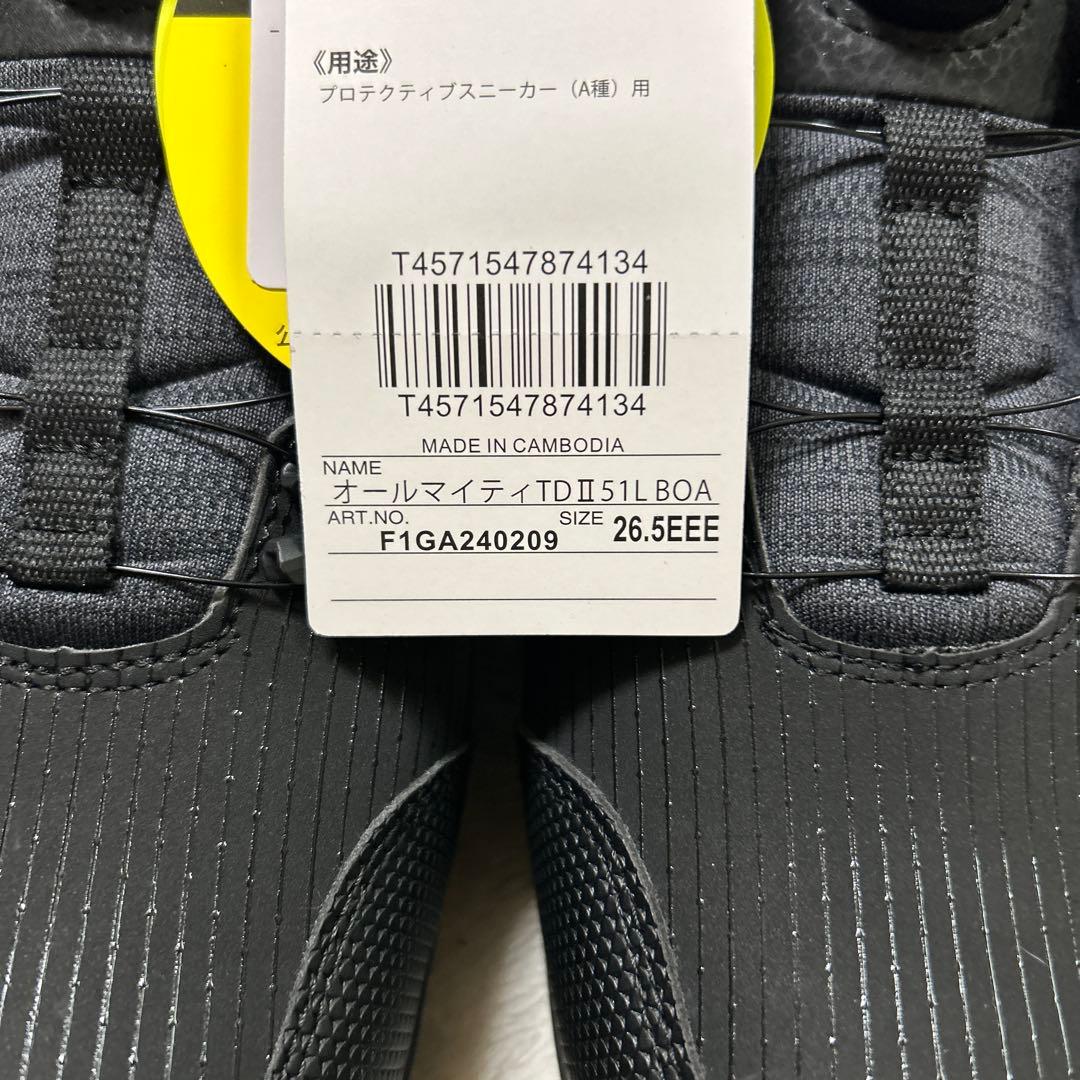 《用途》
プロテクティブスニーカー（A種）用
T4571547874134
T4571547874134
MADE IN CAMBODIA
NAME
オールマイティTDⅡ51L BOA
ART.NO. F1GA240209 SIZE 26.5EEE
公